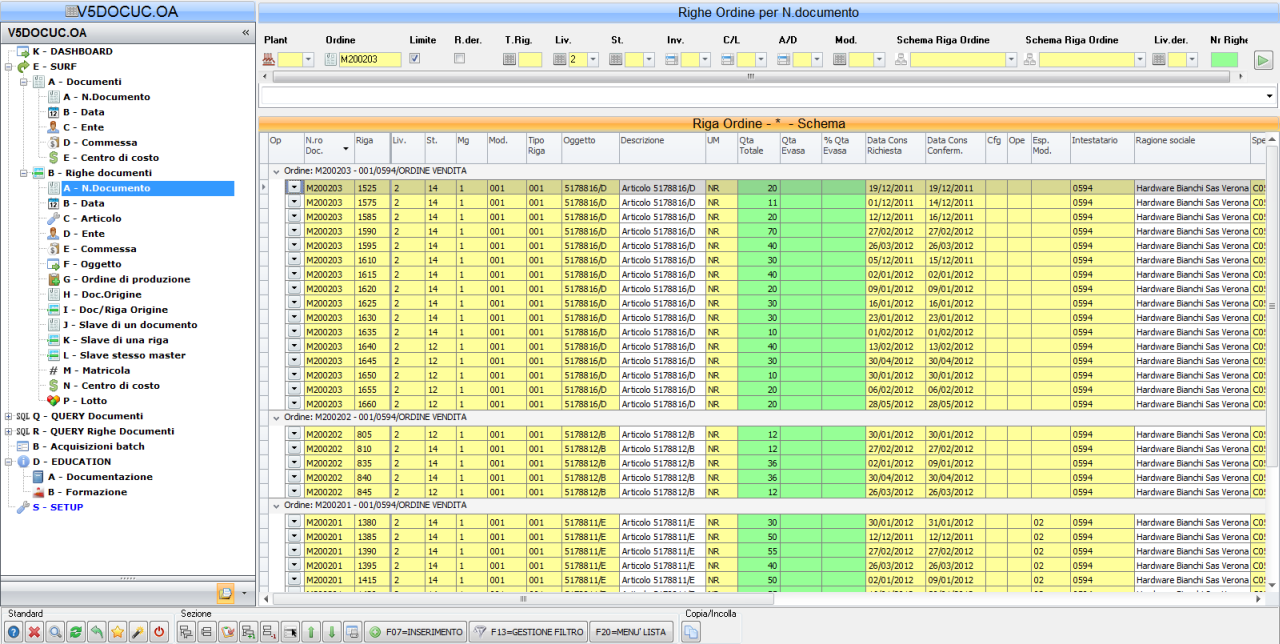 V5DOCUC.OA
V5DOCUC.OA «
K - DASHBOARD
E - SURF
A - Documenti
A - N.Documento
B - Data
C - Ente
D - Commessa
E - Centro di costo
B - Righe documenti
A - N.Documento
B - Data
C - Articolo
D - Ente
E - Commessa
F - Oggetto
G - Ordine di produzione
H - Doc.Origine
I - Doc/Riga Origine
J - Slave di un documento
K - Slave di una riga
L - Slave stesso master
# M - Matricola
N - Centro di costo
P - Lotto
SQL Q - QUERY Documenti
SQL R - QUERY Righe Documenti
B - Acquisizioni batch
D - EDUCATION
A - Documentazione
B - Formazione
S - SETUP
Righe Ordine per N.documento
Plant Ordine Limite R.der. T.Rig. Liv. St. Inv. C/L A/D Mod. Schema Riga Ordine Schema Riga Ordine Liv.der. Nr Righe
M200203 2
Riga Ordine - * - Schema
Op N.ro Doc. Riga Liv. St. Mg Mod. Tipo Riga Oggetto Descrizione UM Qta Totale Qta Evasa % Qta Evasa Data Cons Richiesta Data Cons Conferm. Cfg Ope Esp. Mod. Intestatario Ragione sociale Spe
Ordine: M200203 - 001/0594/ORDINE VENDITA
M200203 1525 2 14 1 001 001 5178816/D Articolo 5178816/D NR 20 19/12/2011 19/12/2011 0594 Hardware Bianchi Sas Verona C05
M200203 1575 2 14 1 001 001 5178816/D Articolo 5178816/D NR 11 01/12/2011 14/12/2011 0594 Hardware Bianchi Sas Verona C05
M200203 1585 2 14 1 001 001 5178816/D Articolo 5178816/D NR 20 12/12/2011 16/12/2011 0594 Hardware Bianchi Sas Verona C05
M200203 1590 2 14 1 001 001 5178816/D Articolo 5178816/D NR 70 27/02/2012 27/02/2012 0594 Hardware Bianchi Sas Verona C05
M200203 1595 2 14 1 001 001 5178816/D Articolo 5178816/D NR 40 26/03/2012 26/03/2012 0594 Hardware Bianchi Sas Verona C05
M200203 1610 2 14 1 001 001 5178816/D Articolo 5178816/D NR 30 05/12/2011 15/12/2011 0594 Hardware Bianchi Sas Verona C05
M200203 1615 2 14 1 001 001 5178816/D Articolo 5178816/D NR 40 02/01/2012 02/01/2012 0594 Hardware Bianchi Sas Verona C05
M200203 1620 2 14 1 001 001 5178816/D Articolo 5178816/D NR 20 09/01/2012 09/01/2012 0594 Hardware Bianchi Sas Verona C05
M200203 1625 2 14 1 001 001 5178816/D Articolo 5178816/D NR 30 16/01/2012 16/01/2012 0594 Hardware Bianchi Sas Verona C05
M200203 1630 2 14 1 001 001 5178816/D Articolo 5178816/D NR 30 23/01/2012 23/01/2012 0594 Hardware Bianchi Sas Verona C05
M200203 1635 2 14 1 001 001 5178816/D Articolo 5178816/D NR 10 01/02/2012 01/02/2012 0594 Hardware Bianchi Sas Verona C05
M200203 1640 2 12 1 001 001 5178816/D Articolo 5178816/D NR 40 13/02/2012 13/02/2012 0594 Hardware Bianchi Sas Verona C05
M200203 1645 2 12 1 001 001 5178816/D Articolo 5178816/D NR 30 30/04/2012 30/04/2012 0594 Hardware Bianchi Sas Verona C05
M200203 1650 2 12 1 001 001 5178816/D Articolo 5178816/D NR 10 30/01/2012 30/01/2012 0594 Hardware Bianchi Sas Verona C05
M200203 1655 2 12 1 001 001 5178816/D Articolo 5178816/D NR 20 06/02/2012 06/02/2012 0594 Hardware Bianchi Sas Verona C05
M200203 1660 2 12 1 001 001 5178816/D Articolo 5178816/D NR 20 28/05/2012 28/05/2012 0594 Hardware Bianchi Sas Verona C05
Ordine: M200202 - 001/0594/ORDINE VENDITA
M200202 805 2 12 1 001 001 5178812/B Articolo 5178812/B NR 12 30/01/2012 30/01/2012 0594 Hardware Bianchi Sas Verona C05
M200202 810 2 14 1 001 001 5178812/B Articolo 5178812/B NR 12 27/02/2012 27/02/2012 0594 Hardware Bianchi Sas Verona C05
M200202 835 2 14 1 001 001 5178812/B Articolo 5178812/B NR 36 02/01/2012 09/01/2012 0594 Hardware Bianchi Sas Verona C05
M200202 840 2 14 1 001 001 5178812/B Articolo 5178812/B NR 36 30/04/2012 30/04/2012 0594 Hardware Bianchi Sas Verona C05
M200202 845 2 12 1 001 001 5178812/B Articolo 5178812/B NR 12 26/03/2012 26/03/2012 0594 Hardware Bianchi Sas Verona C05
Ordine: M200201 - 001/0594/ORDINE VENDITA
M200201 1380 2 14 1 001 001 5178811/E Articolo 5178811/E NR 30 30/01/2012 31/01/2012 02 0594 Hardware Bianchi Sas Verona C05
M200201 1385 2 14 1 001 001 5178811/E Articolo 5178811/E NR 50 12/12/2011 12/12/2011 02 0594 Hardware Bianchi Sas Verona C05
M200201 1390 2 14 1 001 001 5178811/E Articolo 5178811/E NR 55 27/02/2012 27/02/2012 02 0594 Hardware Bianchi Sas Verona C05
M200201 1395 2 14 1 001 001 5178811/E Articolo 5178811/E NR 40 26/03/2012 26/03/2012 02 0594 Hardware Bianchi Sas Verona C05
M200201 1415 2 14 1 001 001 5178811/E Articolo 5178811/E NR 50 02/01/2012 09/01/2012 02 0594 Hardware Bianchi Sas Verona C05
Standard Sezione Copia/Incolla
F07=INSERIMENTO F13=GESTIONE FILTRO F20=MENU' LISTA